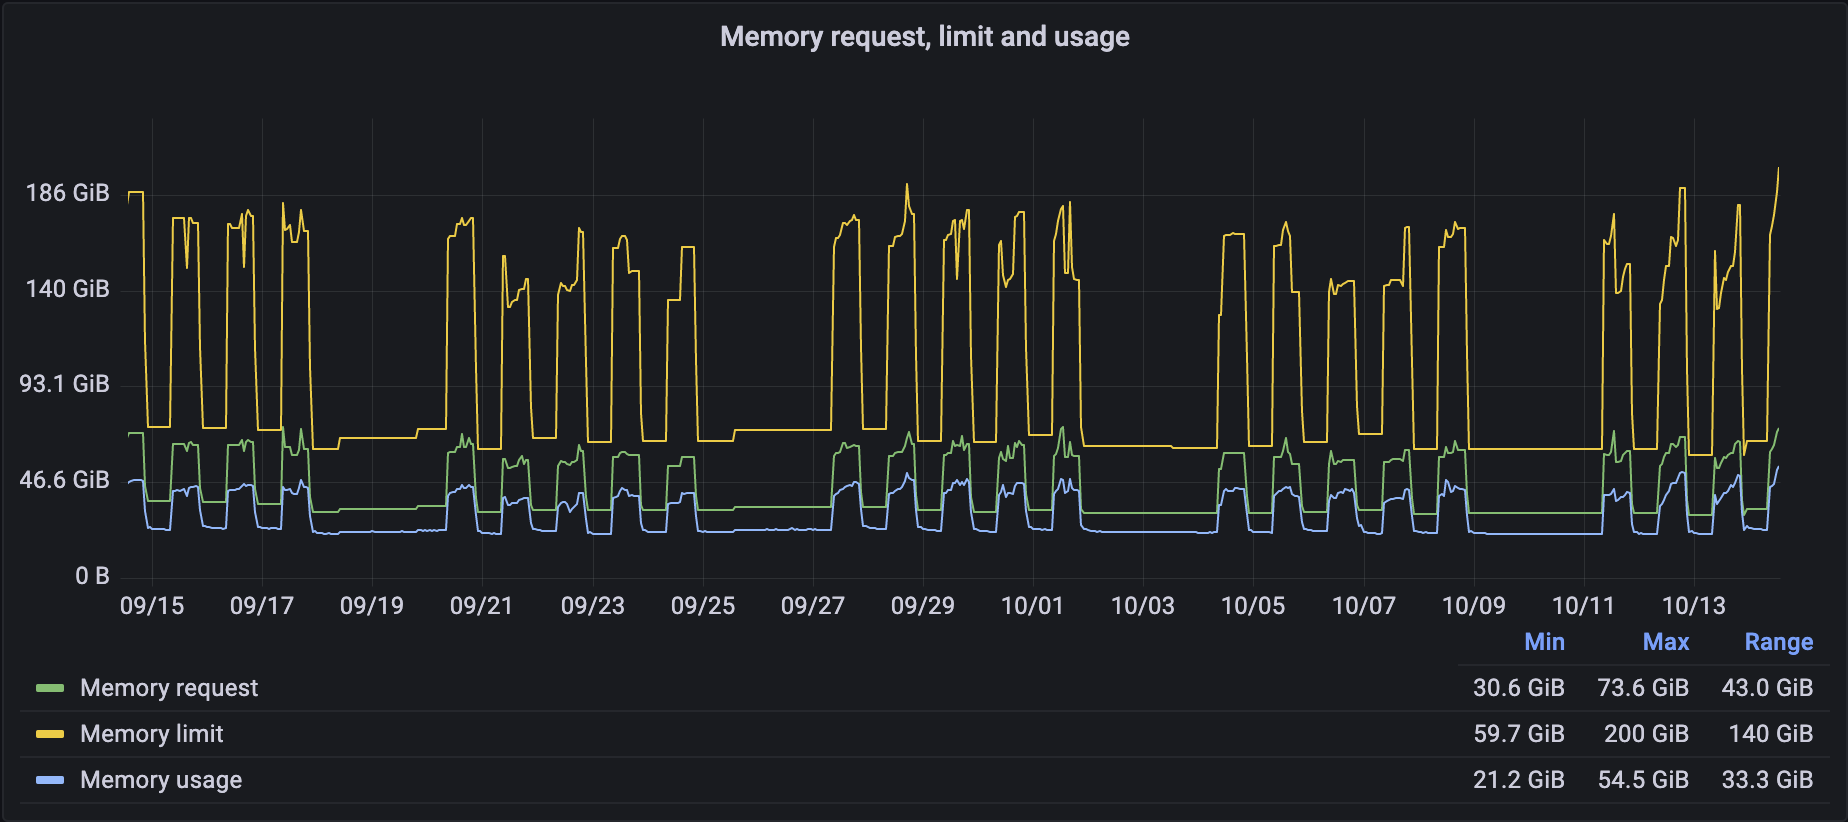 Memory request, limit and usage
186 GiB
140 GiB
93.1 GiB
46.6 GiB
0 B
09/15 09/17 09/19 09/21 09/23 09/25 09/27 09/29 10/01 10/03 10/05 10/07 10/09 10/11 10/13
Min Max Range
Memory request 30.6 GiB 73.6 GiB 43.0 GiB
Memory limit 59.7 GiB 200 GiB 140 GiB
Memory usage 21.2 GiB 54.5 GiB 33.3 GiB